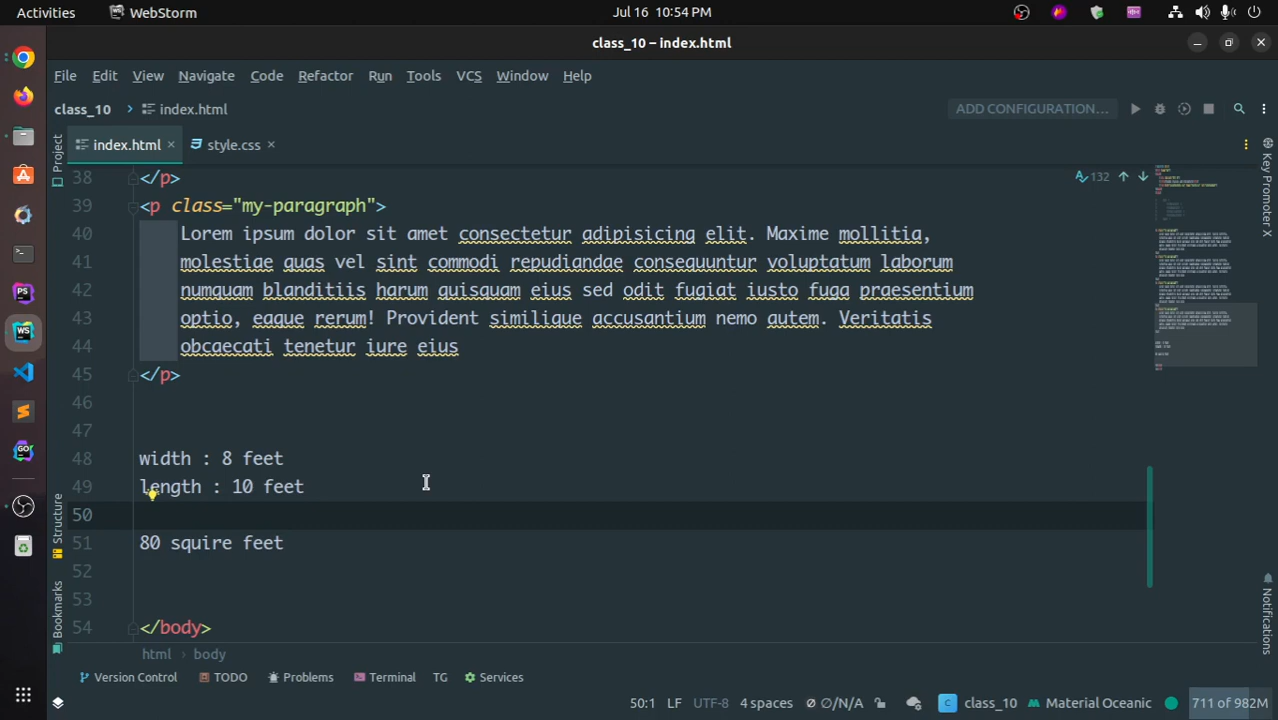 Activities
WebStorm
Jul 16 10:54 PM
class_10 – index.html
File Edit View Navigate Code Refactor Run Tools VCS Window Help
class_10 > index.html
ADD CONFIGURATION...
index.html
style.css
Project
Key Promoter X
132
38 </p>
39 <p class="my-paragraph">
40 Lorem ipsum dolor sit amet consectetur adipisicing elit. Maxime mollitia,
41 molestiae quas vel sint commodi repudiandae consequuntur voluptatum laborum
42 numquam blanditiis harum quisquam eius sed odit fugiat iusto fuga praesentium
43 optio, eaque rerum! Provident similique accusantium nemo autem. Veritatis
44 obcaecati tenetur iure eius
45 </p>
46
47
48 width : 8 feet
49 length : 10 feet
50
51 80 squire feet
52
53
54 </body>
Structure
Bookmarks
Notifications
html body
Version Control TODO Problems Terminal TG Services
50:1 LF UTF-8 4 spaces ∅/N/A class_10 Material Oceanic 711 of 982M